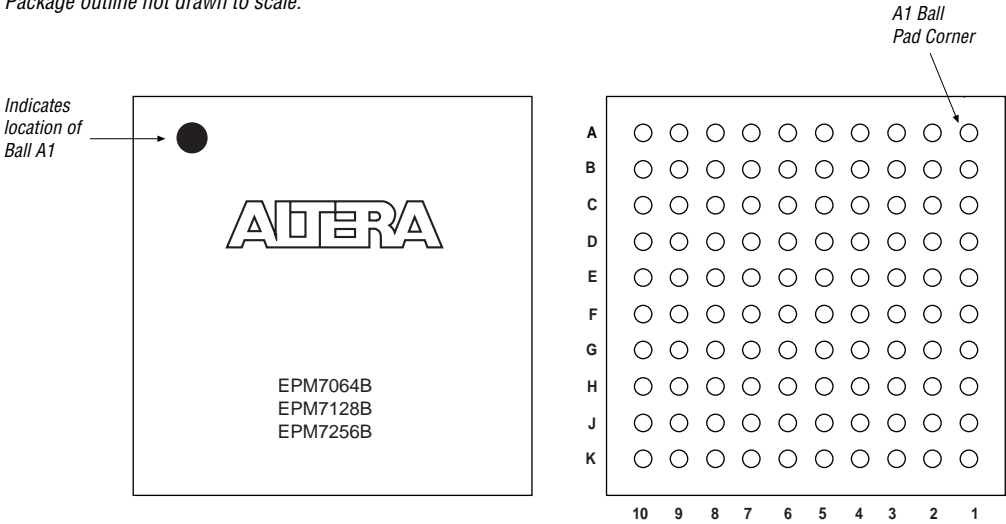 Package outline not drawn to scale.
A1 Ball
Pad Corner
Indicates
location of
Ball A1
ALTERA
EPM7064B
EPM7128B
EPM7256B
A
B
C
D
E
F
G
H
J
K
10 9 8 7 6 5 4 3 2 1